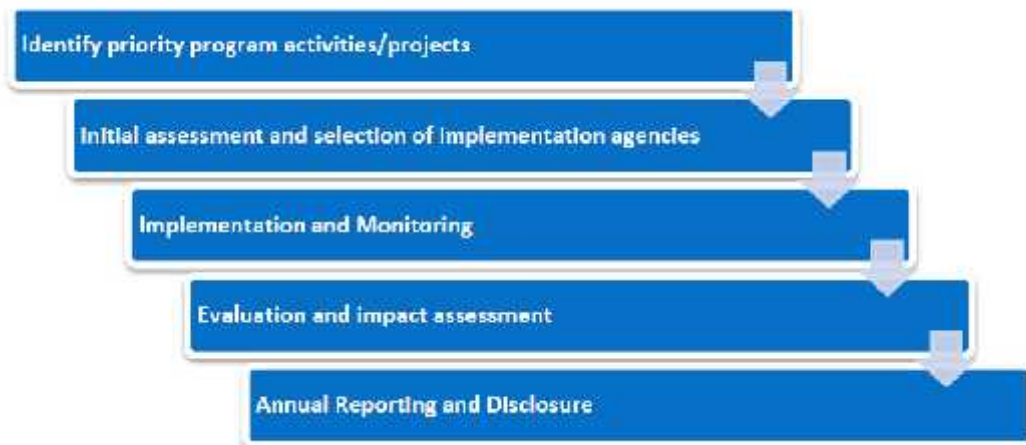 Identify priority program activities/projects
Initial assessment and selection of implementation agencies
Implementation and Monitoring
Evaluation and impact assessment
Annual Reporting and Disclosure